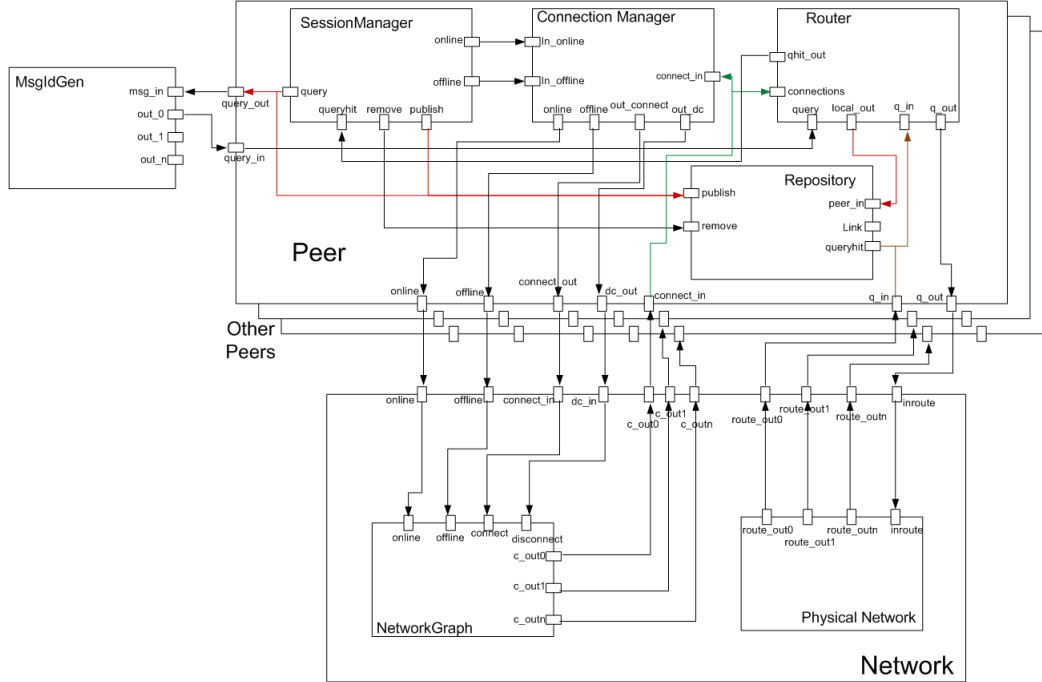 SessionManager
Connection Manager
Router
online
In_online
qhit_out
MsgIdGen
offline
In_offline
connect_in
msg_in
query_out
query
connections
queryhit
remove
publish
online
offline
out_connect
out_dc
query
local_out
q_in
q_out
out_0
out_1
out_n
query_in
Repository
publish
peer_in
remove
Link
queryhit
Peer
online
offline
connect_out
dc_out
connect_in
q_in
q_out
Other
Peers
online
offline
connect_in
dc_in
c_out0
c_out1
c_outn
route_out0
route_out1
route_outn
inroute
online
offline
connect
disconnect
route_out0
route_out1
route_outn
inroute
c_out0
c_out1
c_outn
NetworkGraph
Physical Network
Network